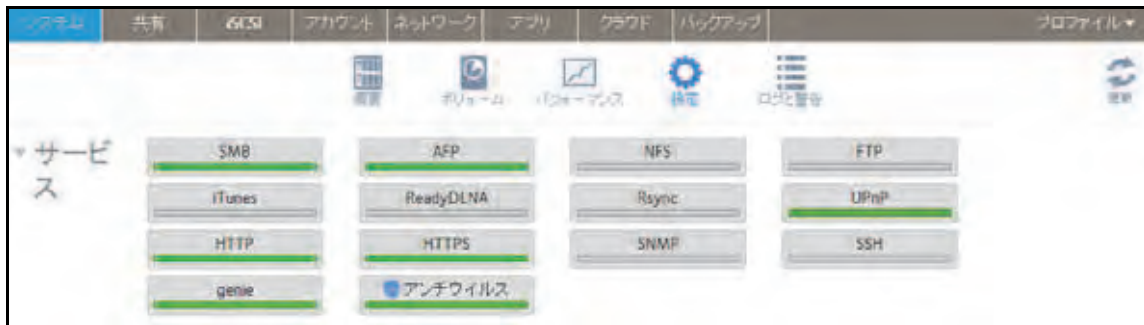 システム 共有 iSCSI アカウント ネットワーク アプリ クラウド バックアップ プロファイル
概要 ボリューム パフォーマンス 設定 ログと警告 更新
サービ
ス
SMB AFP NFS FTP
iTunes ReadyDLNA Rsync UPnP
HTTP HTTPS SNMP SSH
genie アンチウィルス